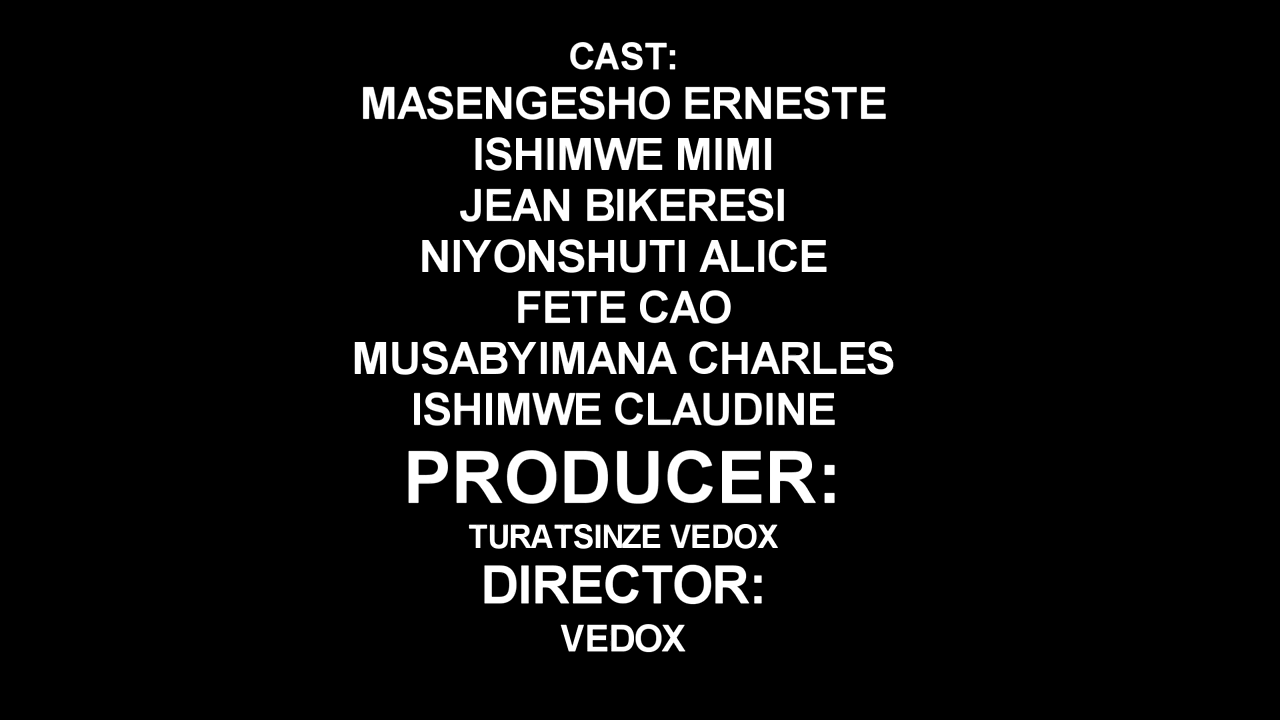 CAST:
MASENGESHO ERNESTE
ISHIMWE MIMI
JEAN BIKERESI
NIYONSHUTI ALICE
FETE CAO
MUSABYIMANA CHARLES
ISHIMWE CLAUDINE
PRODUCER:
TURATSINZE VEDOX
DIRECTOR:
VEDOX